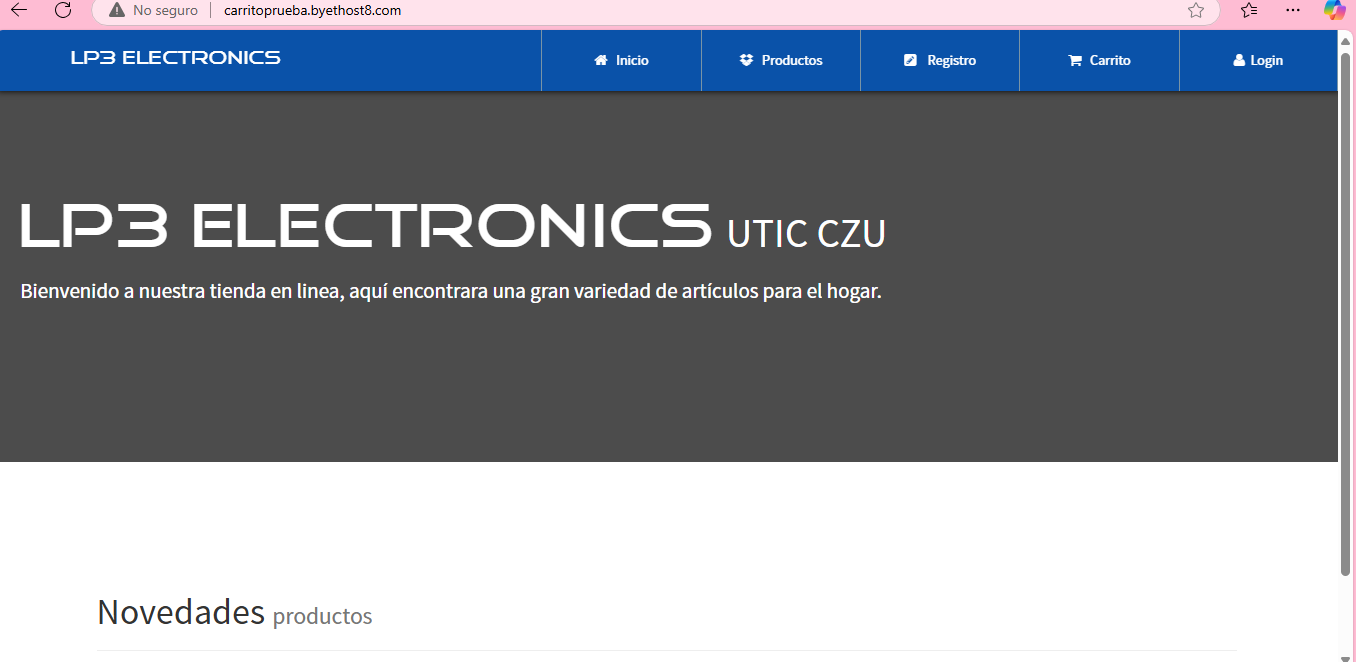 No seguro carritoprueba.byethost8.com
LP3 ELECTRONICS Inicio Productos Registro Carrito Login
LP3 ELECTRONICS UTIC CZU
Bienvenido a nuestra tienda en linea, aquí encontrara una gran variedad de artículos para el hogar.
Novedades productos